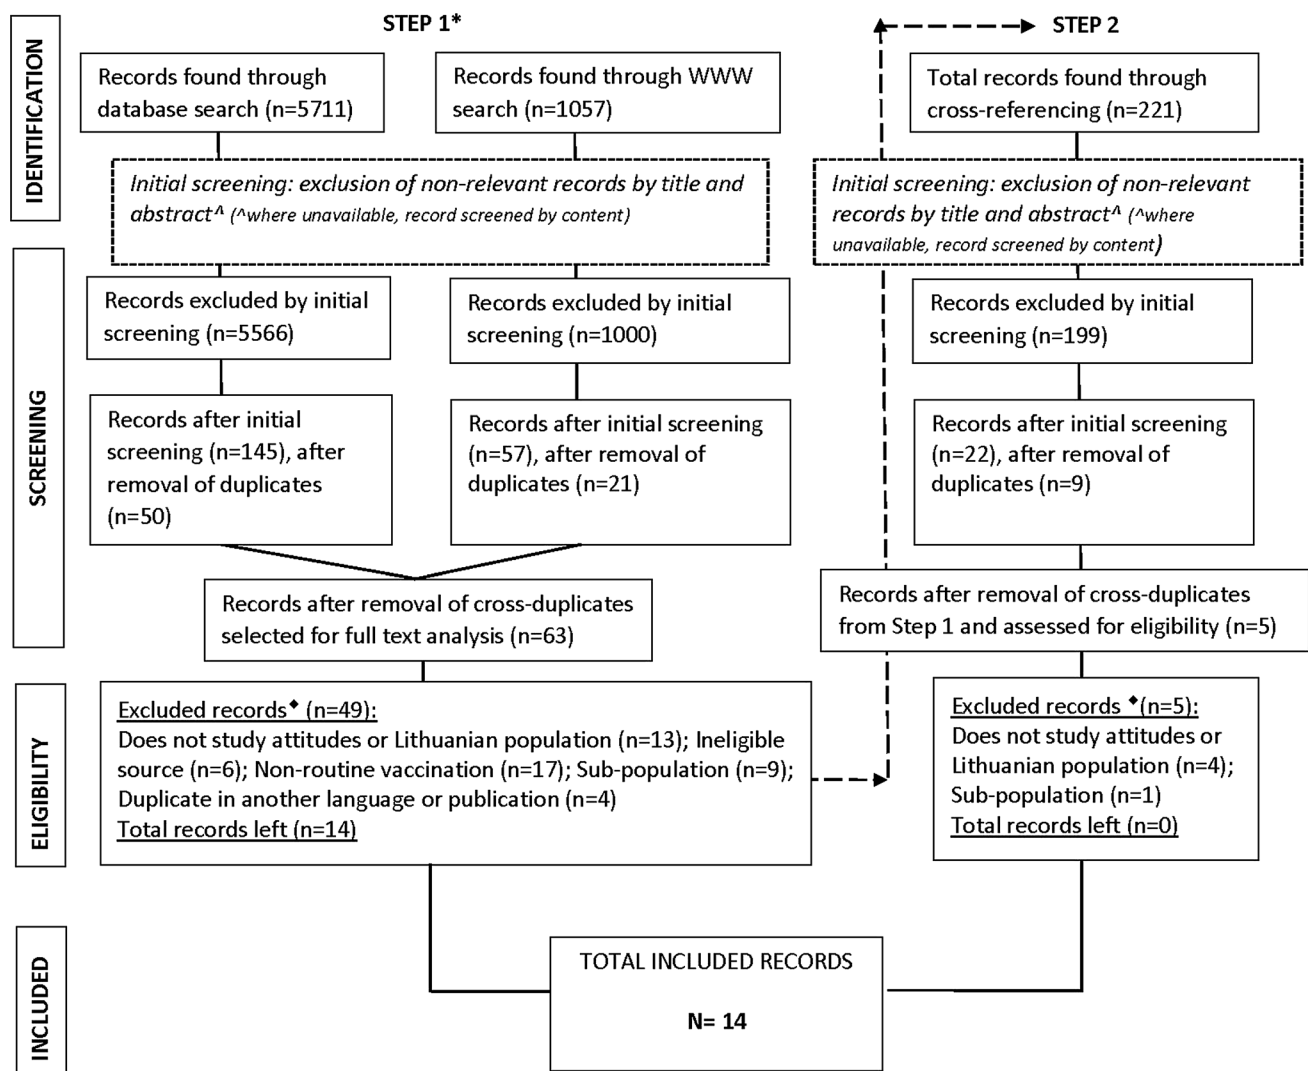 STEP 1*
STEP 2
IDENTIFICATION
Records found through
database search (n=5711)
Records found through WWW
search (n=1057)
Total records found through
cross-referencing (n=221)
Initial screening: exclusion of non-relevant records by title and
abstract^ (^where unavailable, record screened by content)
Initial screening: exclusion of non-relevant
records by title and abstract^ (^where
unavailable, record screened by content)
SCREENING
Records excluded by initial
screening (n=5566)
Records excluded by initial
screening (n=1000)
Records excluded by initial
screening (n=199)
Records after initial
screening (n=145), after
removal of duplicates
(n=50)
Records after initial screening
(n=57), after removal of
duplicates (n=21)
Records after initial screening
(n=22), after removal of
duplicates (n=9)
Records after removal of cross-duplicates
selected for full text analysis (n=63)
Records after removal of cross-duplicates
from Step 1 and assessed for eligibility (n=5)
ELIGIBILITY
Excluded records♦ (n=49):
Does not study attitudes or Lithuanian population (n=13); Ineligible
source (n=6); Non-routine vaccination (n=17); Sub-population (n=9);
Duplicate in another language or publication (n=4)
Total records left (n=14)
Excluded records ♦(n=5):
Does not study attitudes or
Lithuanian population (n=4);
Sub-population (n=1)
Total records left (n=0)
INCLUDED
TOTAL INCLUDED RECORDS
N= 14